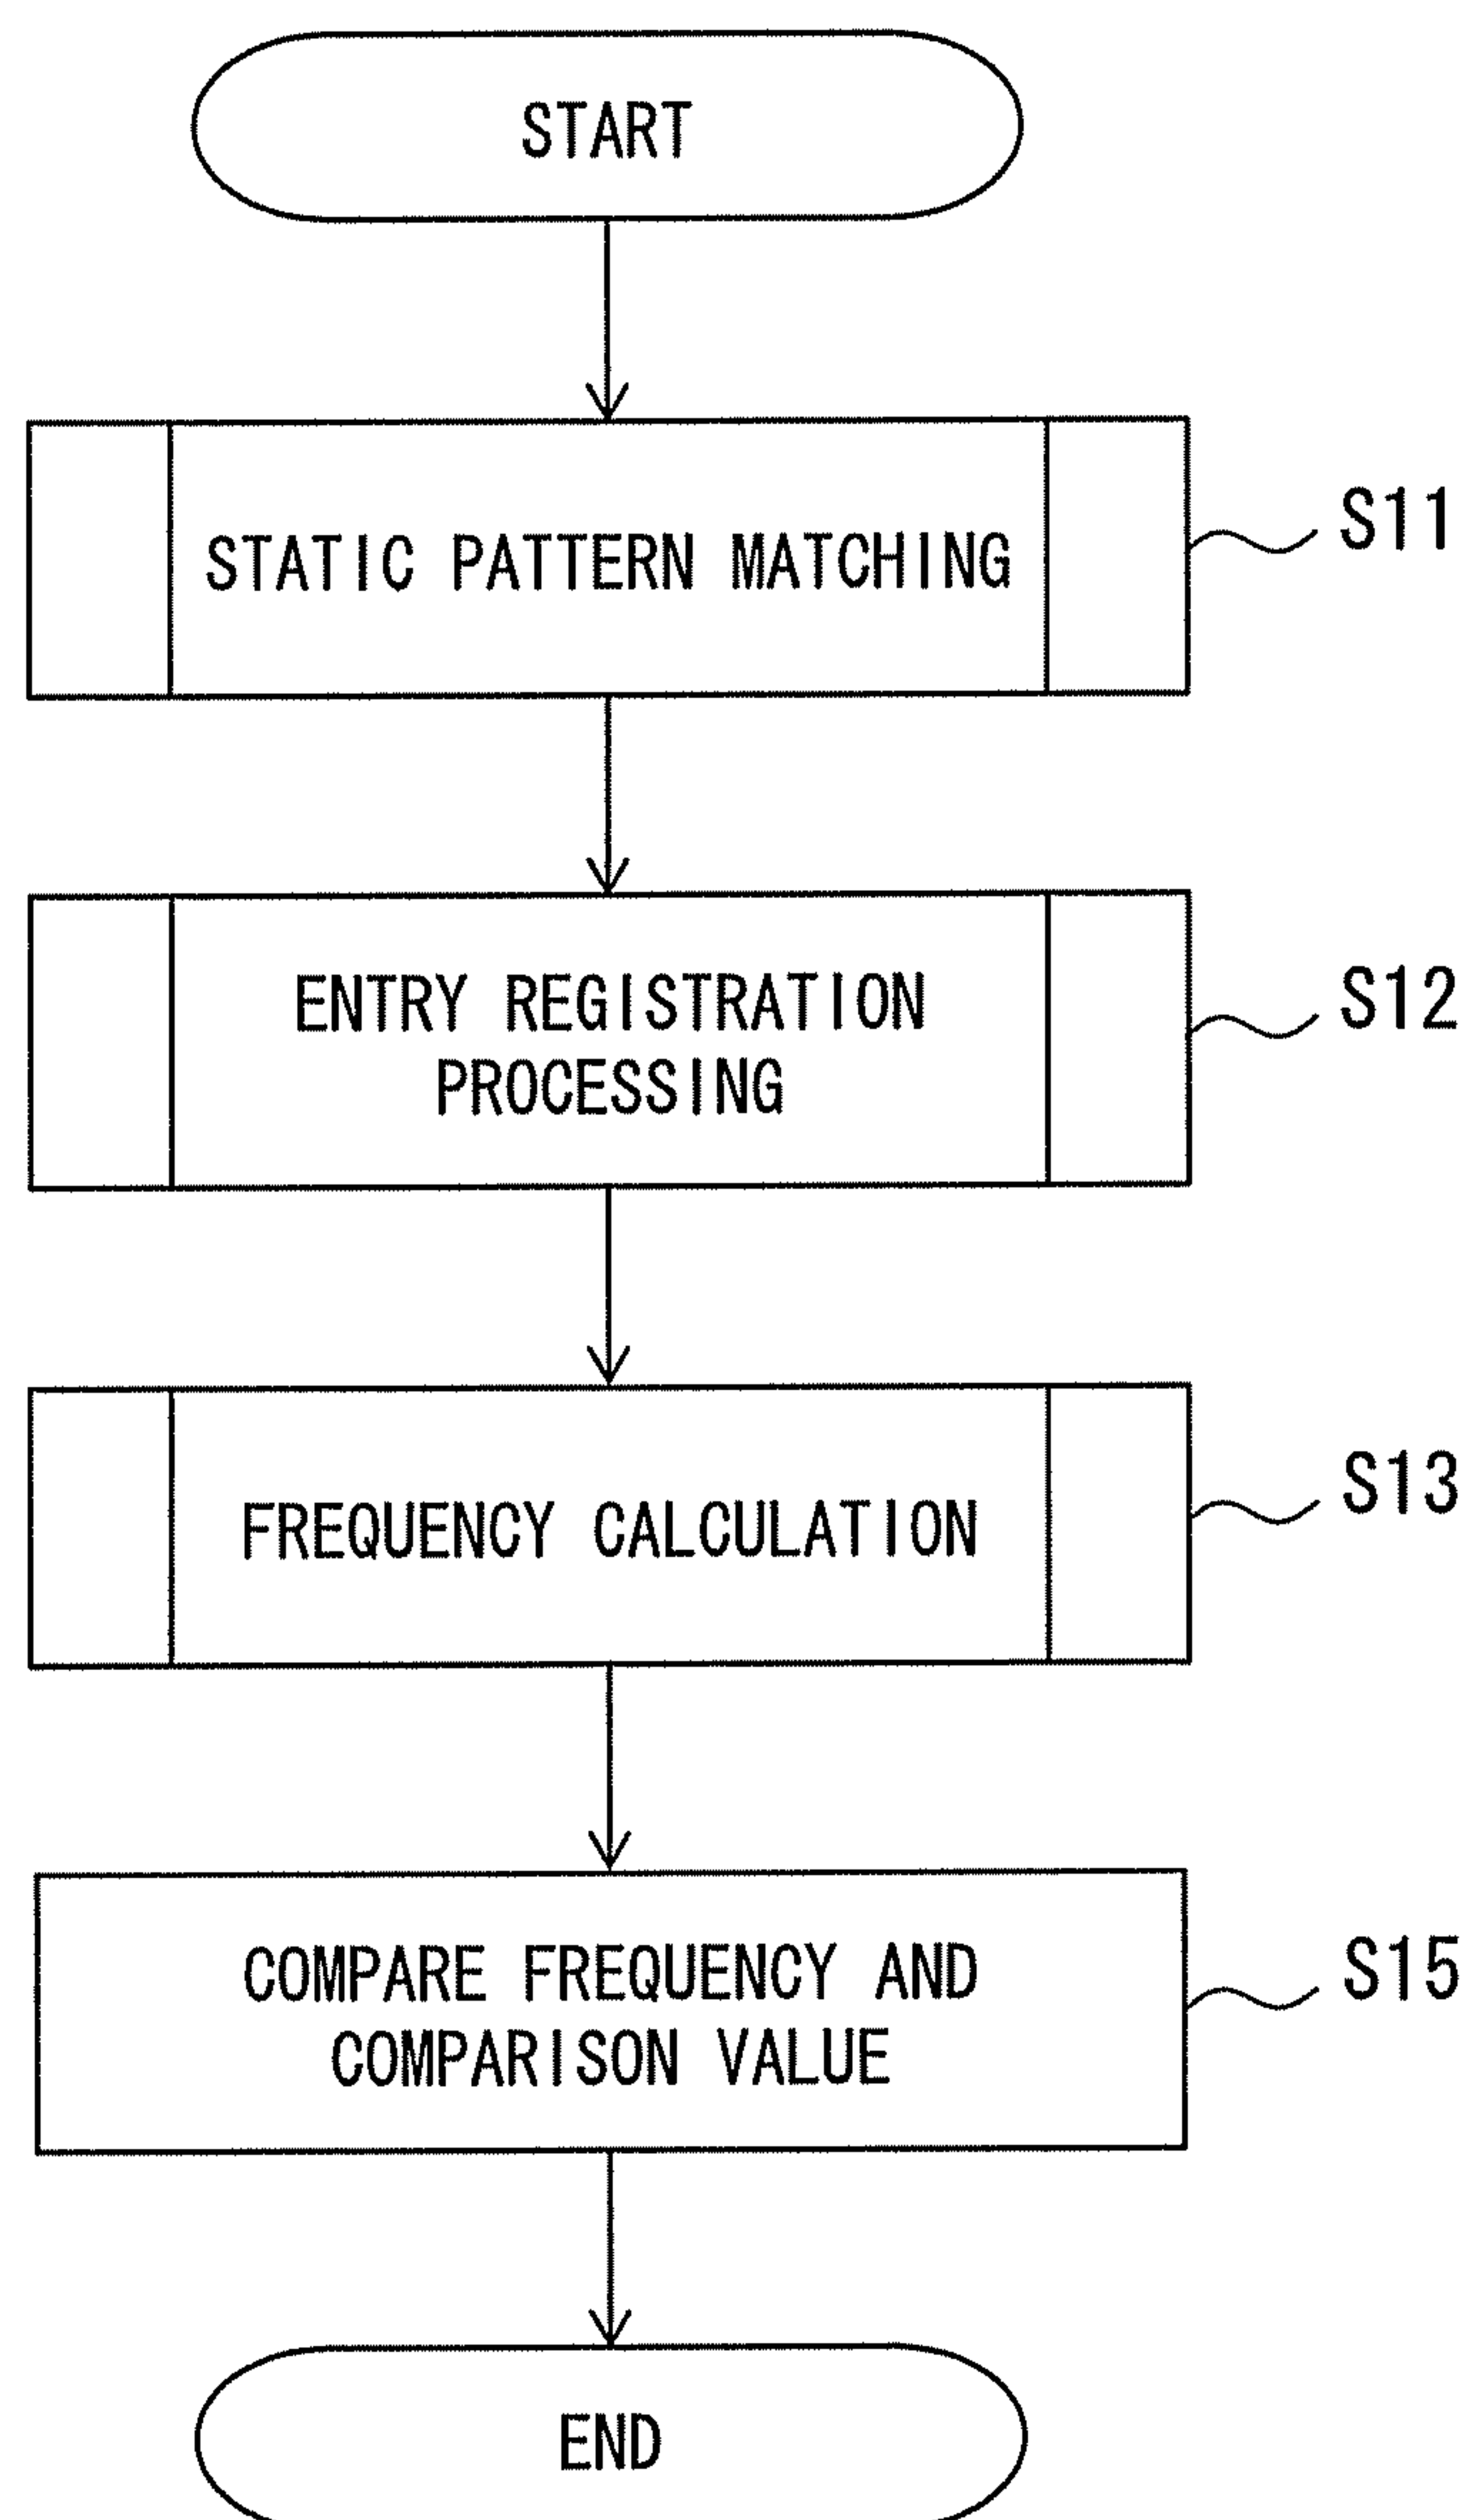 START
STATIC PATTERN MATCHING
S11
ENTRY REGISTRATION
PROCESSING
S12
FREQUENCY CALCULATION
S13
COMPARE FREQUENCY AND
COMPARISON VALUE
S15
END